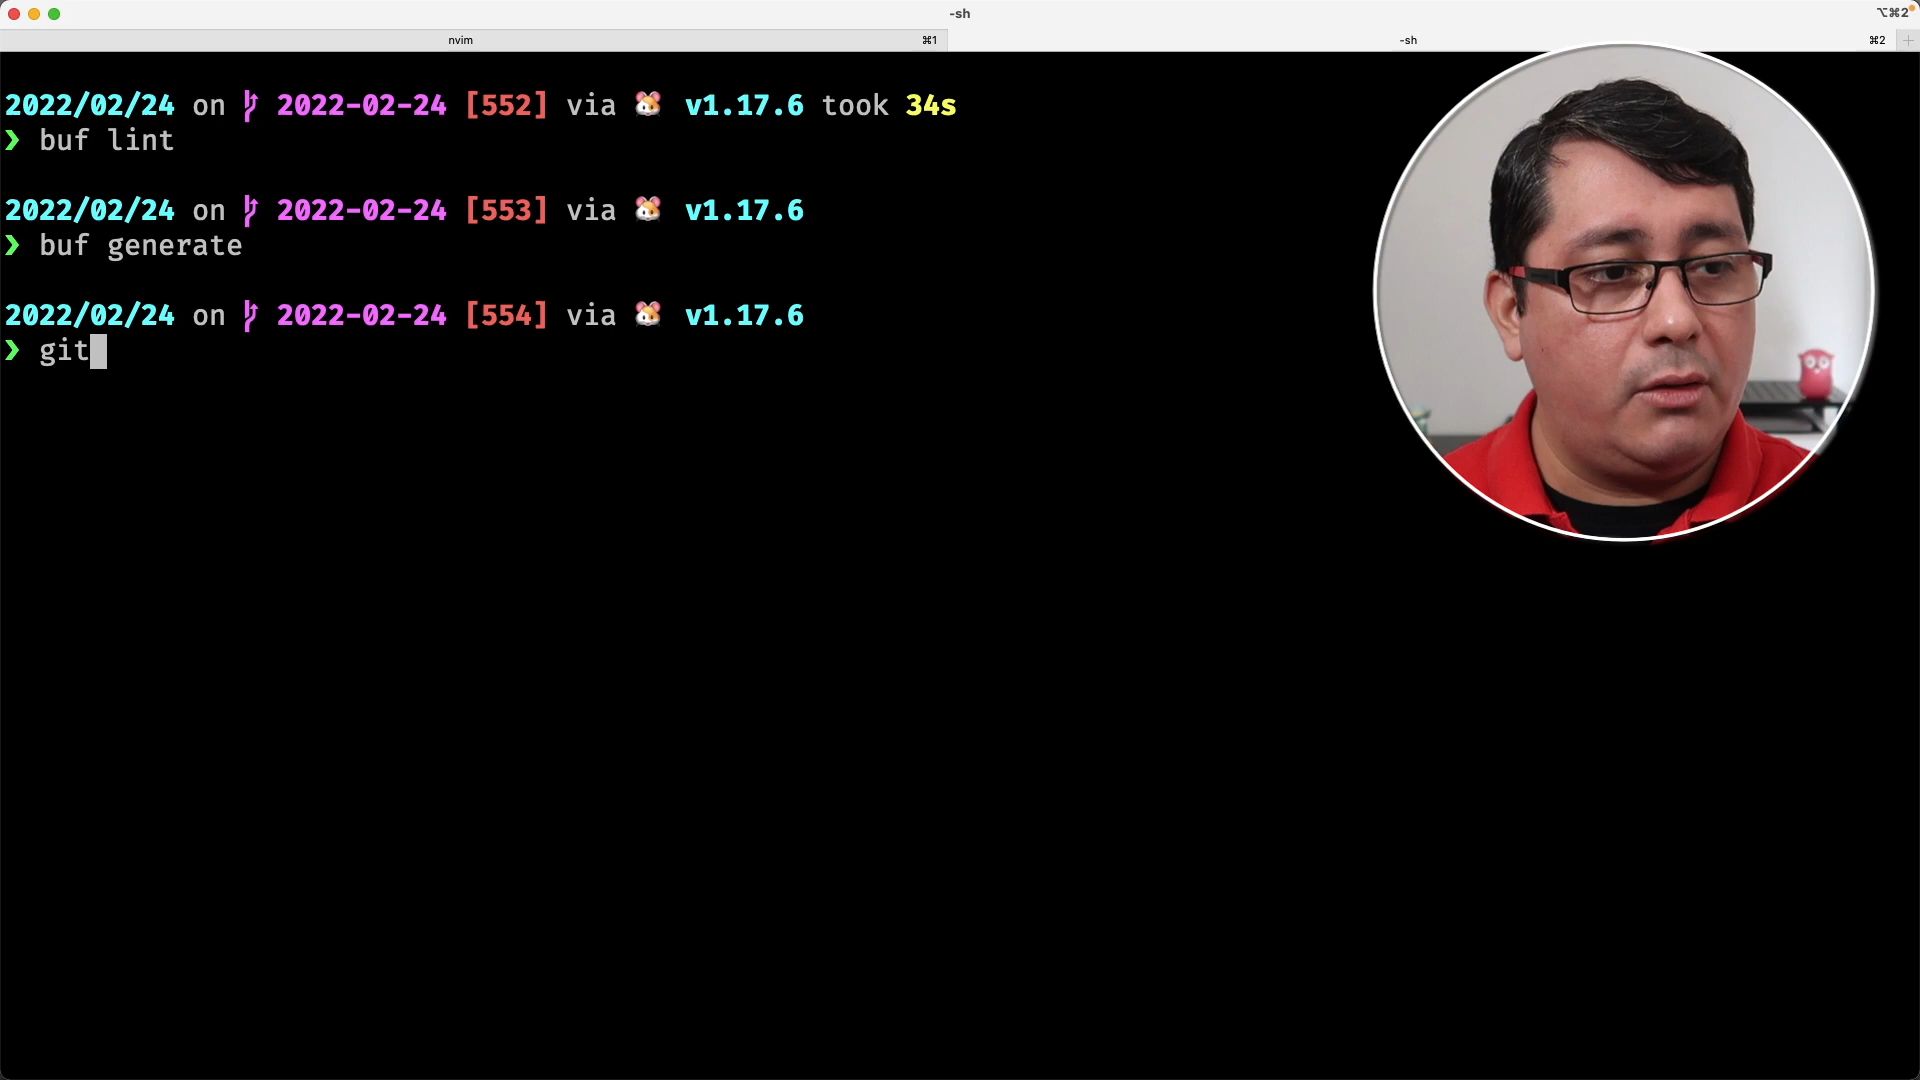 -sh
⌥⌘2
nvim ⌘1
-sh ⌘2
2022/02/24 on 2022-02-24 [552] via 🐹 v1.17.6 took 34s
❯ buf lint
2022/02/24 on 2022-02-24 [553] via 🐹 v1.17.6
❯ buf generate
2022/02/24 on 2022-02-24 [554] via 🐹 v1.17.6
❯ git